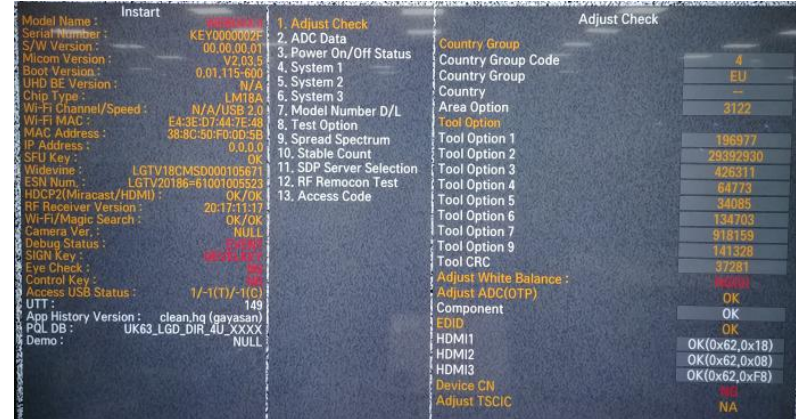 Instart
Model Name :
Serial Number : KEY0000002F
S/W Version : 00.00.00.01
Micom Version : V2.03.5
Boot Version : 0.01.115-600
UHD BE Version : N/A
Chip Type : LM18A
Wi-Fi Channel/Speed : N/A/USB 2.0
Wi-Fi MAC : E4:3E:D7:44:7E:48
MAC Address : 38:8C:50:F0:0D:5B
IP Address : 0.0.0.0
SFU Key : OK
Widevine : LGTV18CMSD000105671
ESN Num. : LGTV20186=61001005523
HDCP2(Miracast/HDMI) : OK/OK
RF Receiver Version : 20:17:11:17
Wi-Fi/Magic Search : OK/OK
Camera Ver. : NULL
Debug Status :
SIGN Key :
Eye Check : NG
Control Key :
Access USB Status : 1/-1(T)/-1(C)
UTT : 149
App History Version : clean,hq (gayasan)
PQL DB : UK63_LGD_DIR_4U_XXXX
Demo : NULL
1. Adjust Check
2. ADC Data
3. Power On/Off Status
4. System 1
5. System 2
6. System 3
7. Model Number D/L
8. Test Option
9. Spread Spectrum
10. Stable Count
11. SDP Server Selection
12. RF Remocon Test
13. Access Code
Adjust Check
Country Group
Country Group Code 4
Country Group EU
Country --
Area Option 3122
Tool Option
Tool Option 1 196977
Tool Option 2 29392930
Tool Option 3 426311
Tool Option 4 64773
Tool Option 5 34085
Tool Option 6 134703
Tool Option 7 918159
Tool Option 9 141328
Tool CRC 37281
Adjust White Balance :
Adjust ADC(OTP) OK
Component OK
EDID OK
HDMI1 OK(0x62,0x18)
HDMI2 OK(0x62,0x08)
HDMI3 OK(0x62,0xF8)
Device CN NG
Adjust TSCIC NA